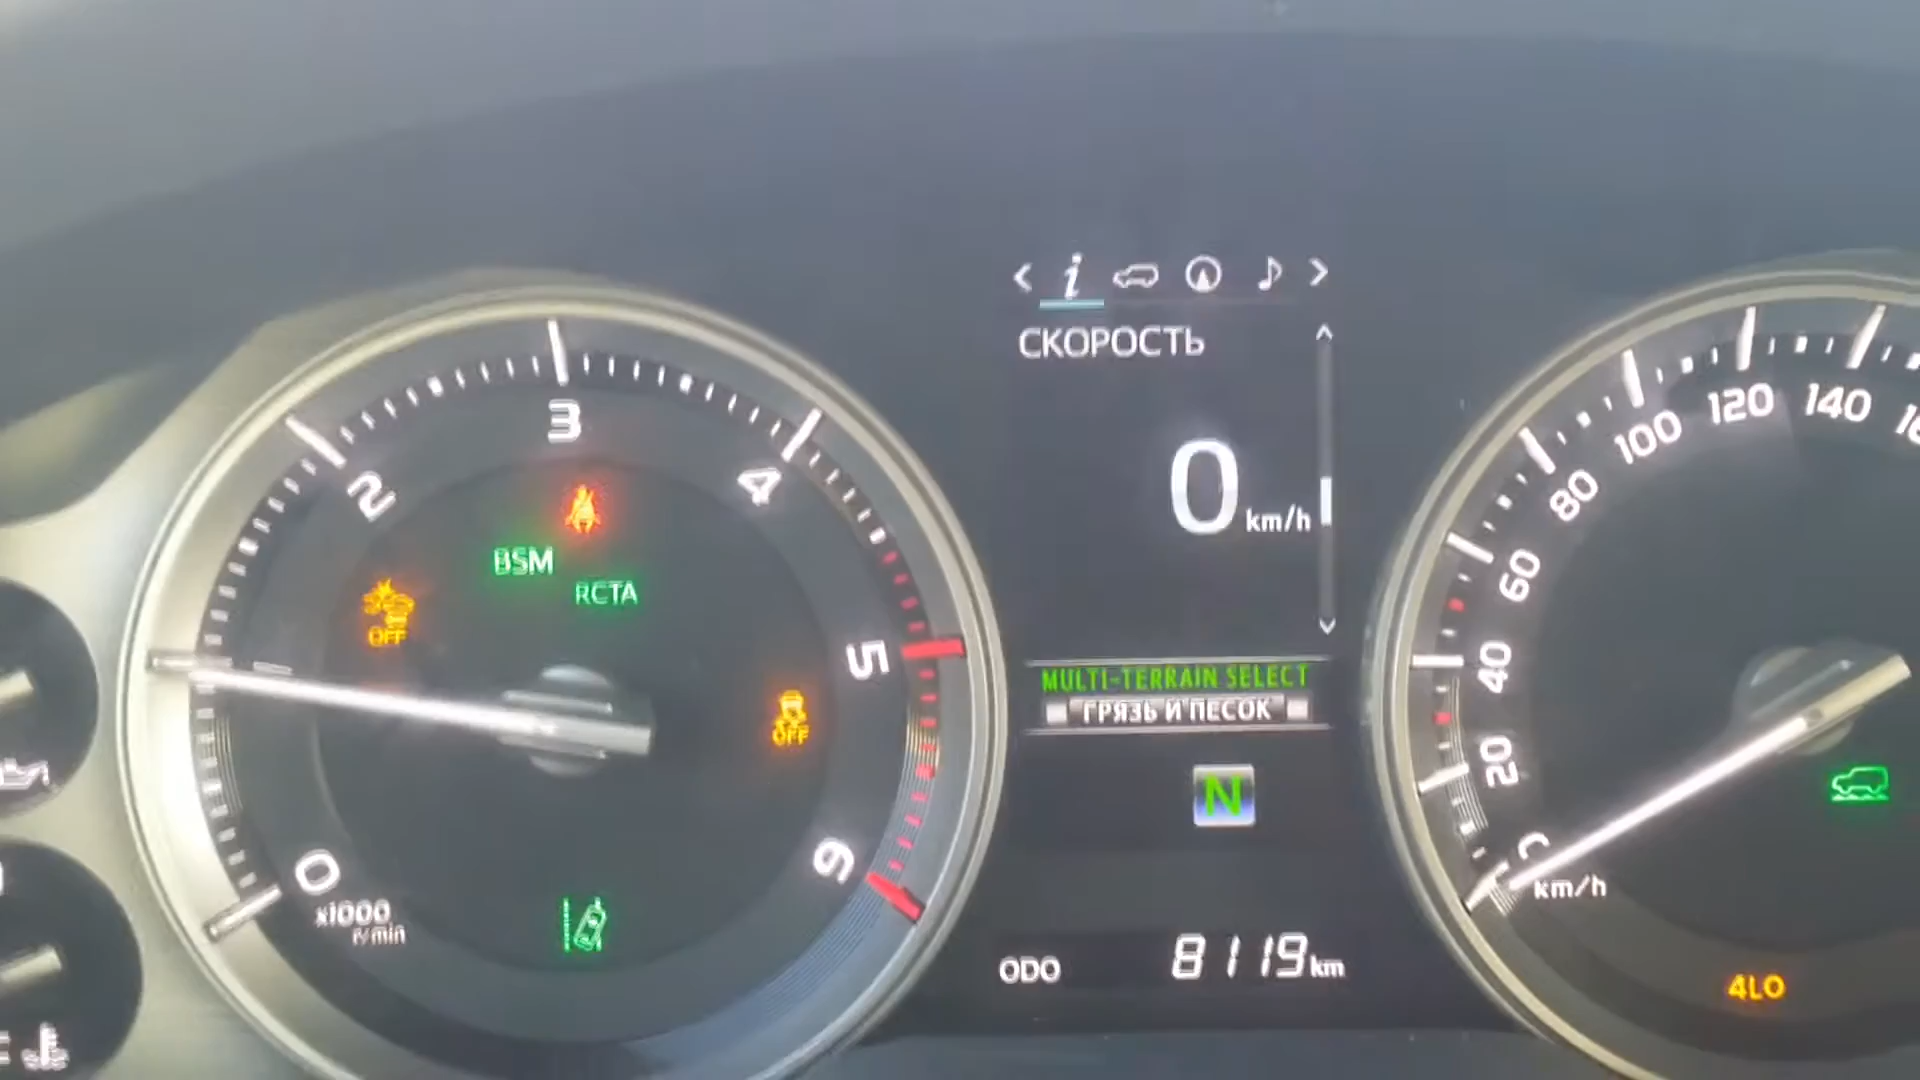 СКОРОСТЬ
0 km/h
MULTI-TERRAIN SELECT
ГРЯЗЬ И ПЕСОК
N
ODO 8119 km
0
2
3
4
5
6
x1000
r/min
BSM
RCTA
OFF
OFF
20
40
60
80
100
120
140
km/h
4LO